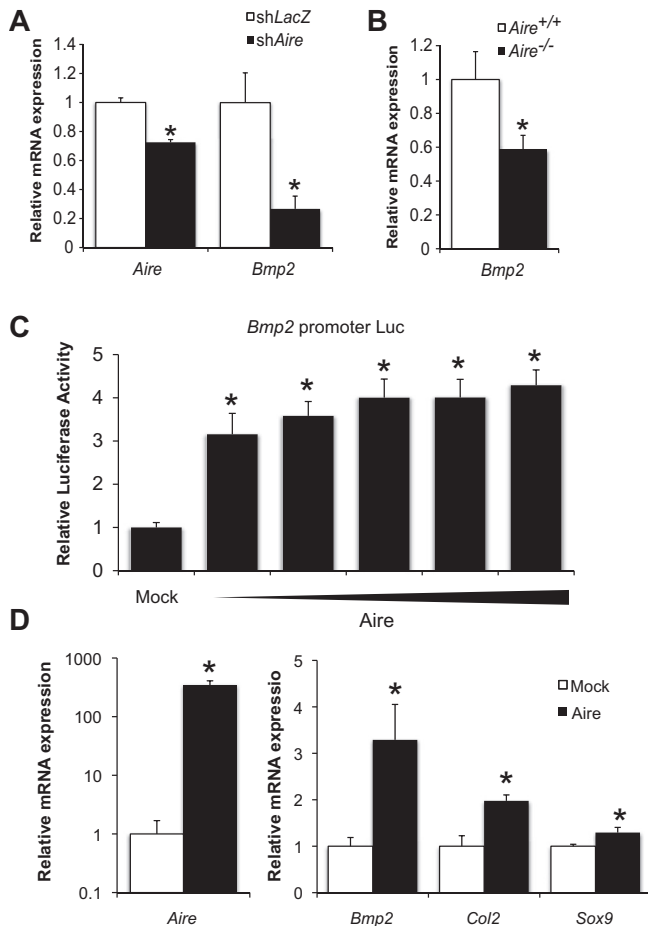 A
shLacZ
shAire
Relative mRNA expression
1.4
1.2
1
0.8
0.6
0.4
0.2
0
*
*
Aire
Bmp2
B
Aire+/+
Aire-/-
Relative mRNA expression
1.2
1
0.8
0.6
0.4
0.2
0
*
Bmp2
C
Bmp2 promoter Luc
Relative Luciferase Activity
5
4
3
2
1
0
*
*
*
*
*
Mock
Aire
D
Relative mRNA expression
1000
100
10
1
0.1
*
Aire
Relative mRNA expressio
5
4
3
2
1
0
*
*
*
Mock
Aire
Bmp2
Col2
Sox9